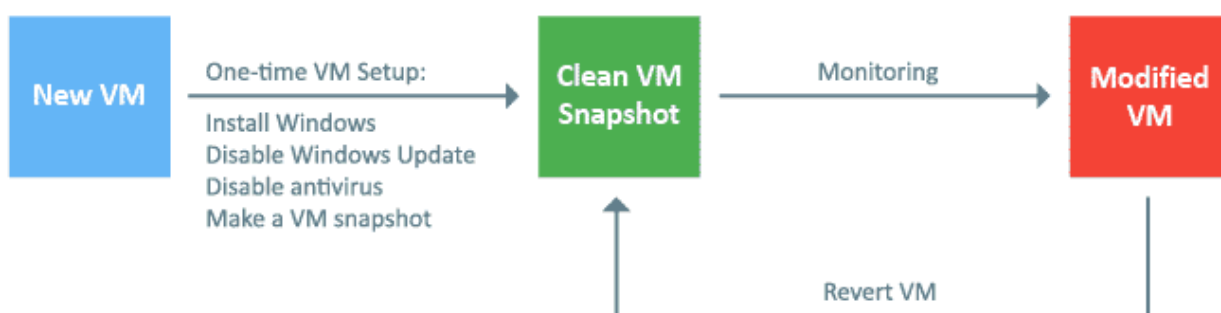 New VM
One-time VM Setup:
Install Windows
Disable Windows Update
Disable antivirus
Make a VM snapshot
Clean VM
Snapshot
Monitoring
Modified
VM
Revert VM